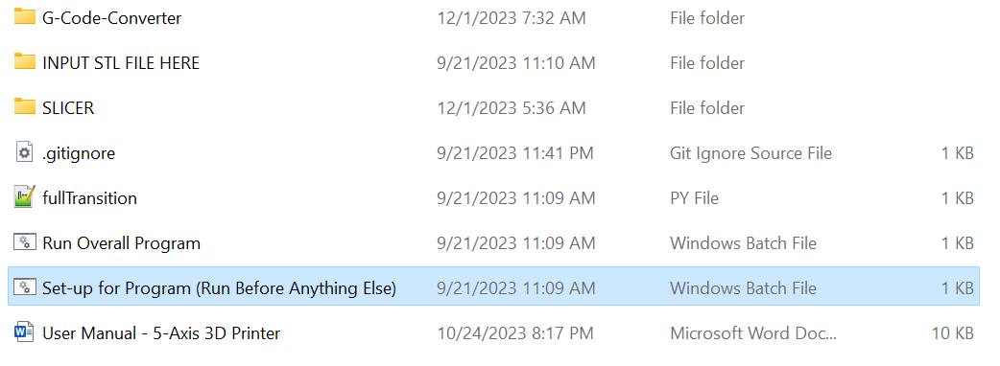 G-Code-Converter 12/1/2023 7:32 AM File folder
INPUT STL FILE HERE 9/21/2023 11:10 AM File folder
SLICER 12/1/2023 5:36 AM File folder
.gitignore 9/21/2023 11:41 PM Git Ignore Source File 1 KB
fullTransition 9/21/2023 11:09 AM PY File 1 KB
Run Overall Program 9/21/2023 11:09 AM Windows Batch File 1 KB
Set-up for Program (Run Before Anything Else) 9/21/2023 11:09 AM Windows Batch File 1 KB
User Manual - 5-Axis 3D Printer 10/24/2023 8:17 PM Microsoft Word Doc... 10 KB